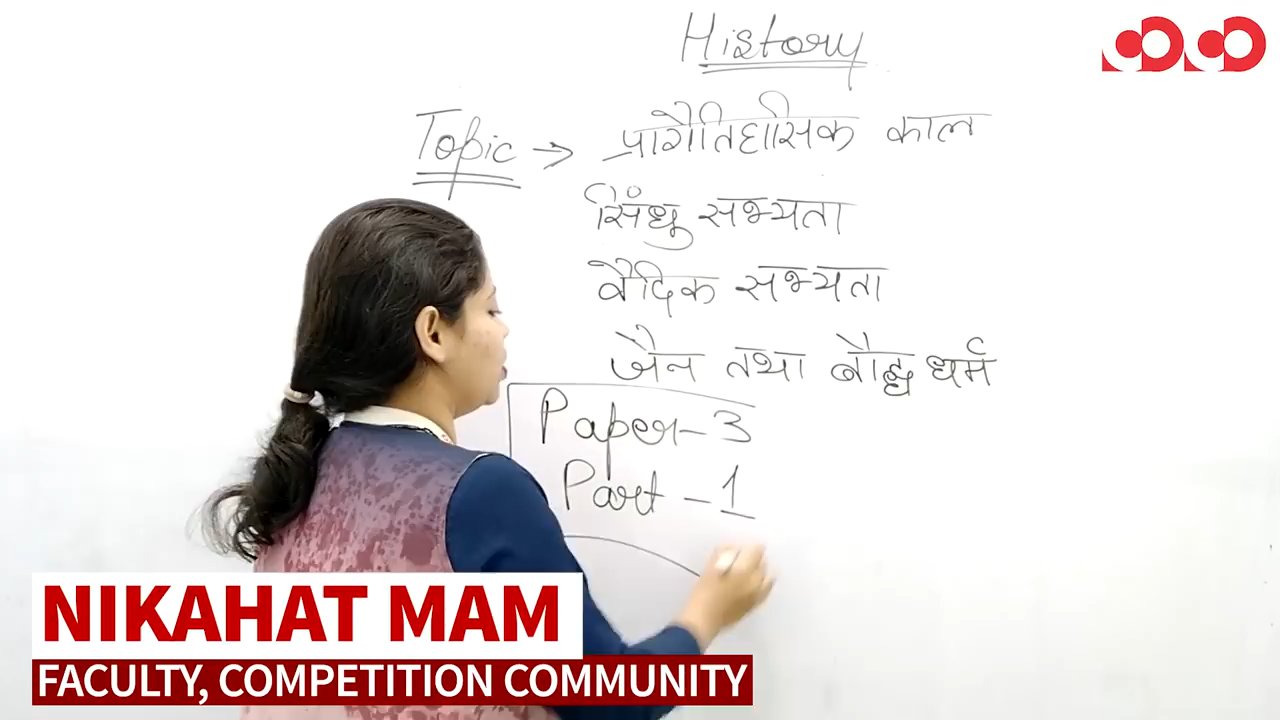 History
Topic → प्रागैतिहासिक काल
सिंधु सभ्यता
वैदिक सभ्यता
जैन तथा बौद्ध धर्म
Paper-3
Part -1
NIKAHAT MAM
FACULTY, COMPETITION COMMUNITY